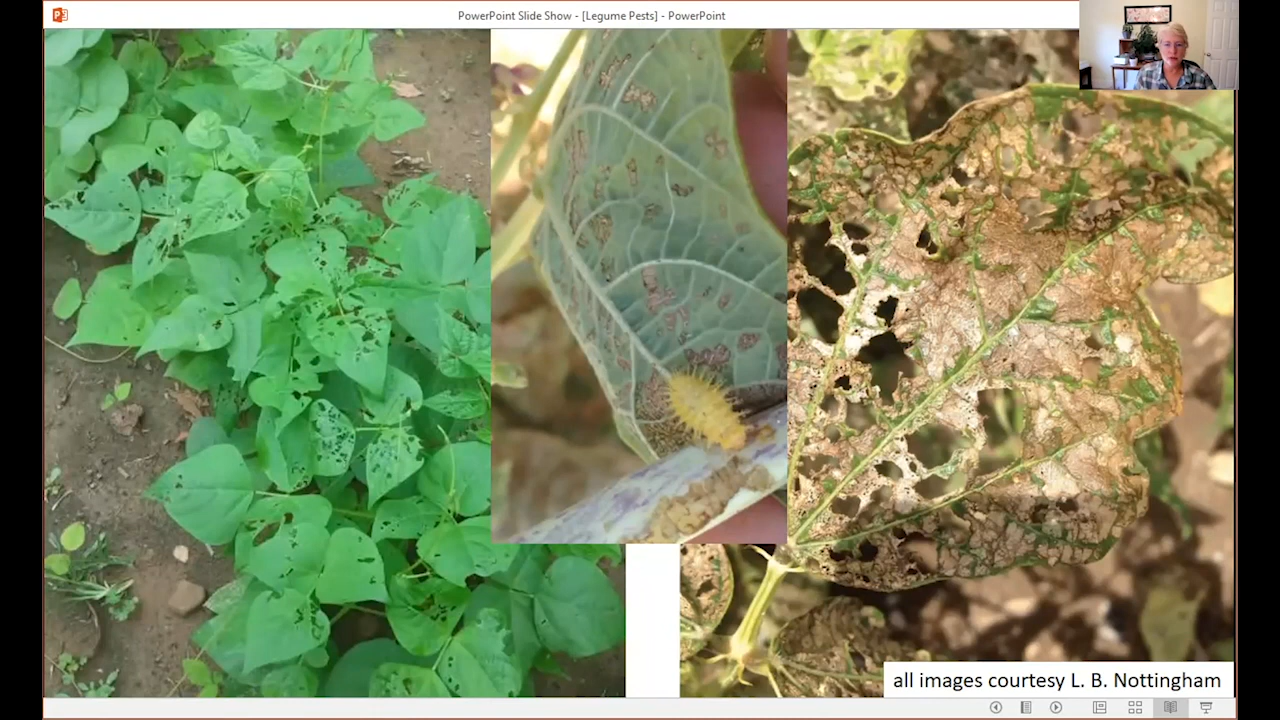 PowerPoint Slide Show - [Legume Pests] - PowerPoint
all images courtesy L. B. Nottingham